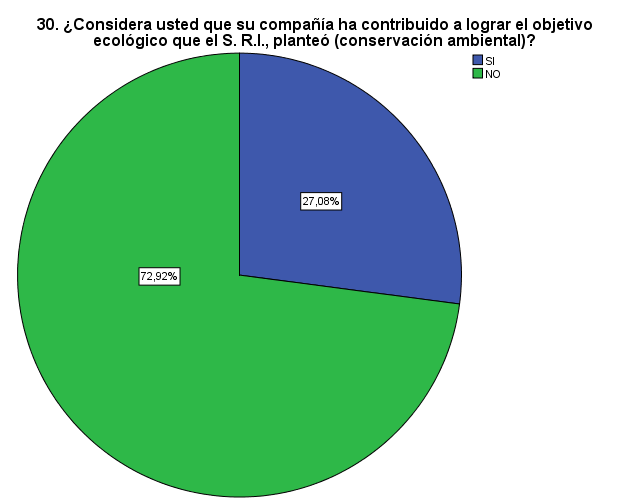 30. ¿Considera usted que su compañía ha contribuido a lograr el objetivo
ecológico que el S. R.I., planteó (conservación ambiental)?
SI
NO
27,08%
72,92%